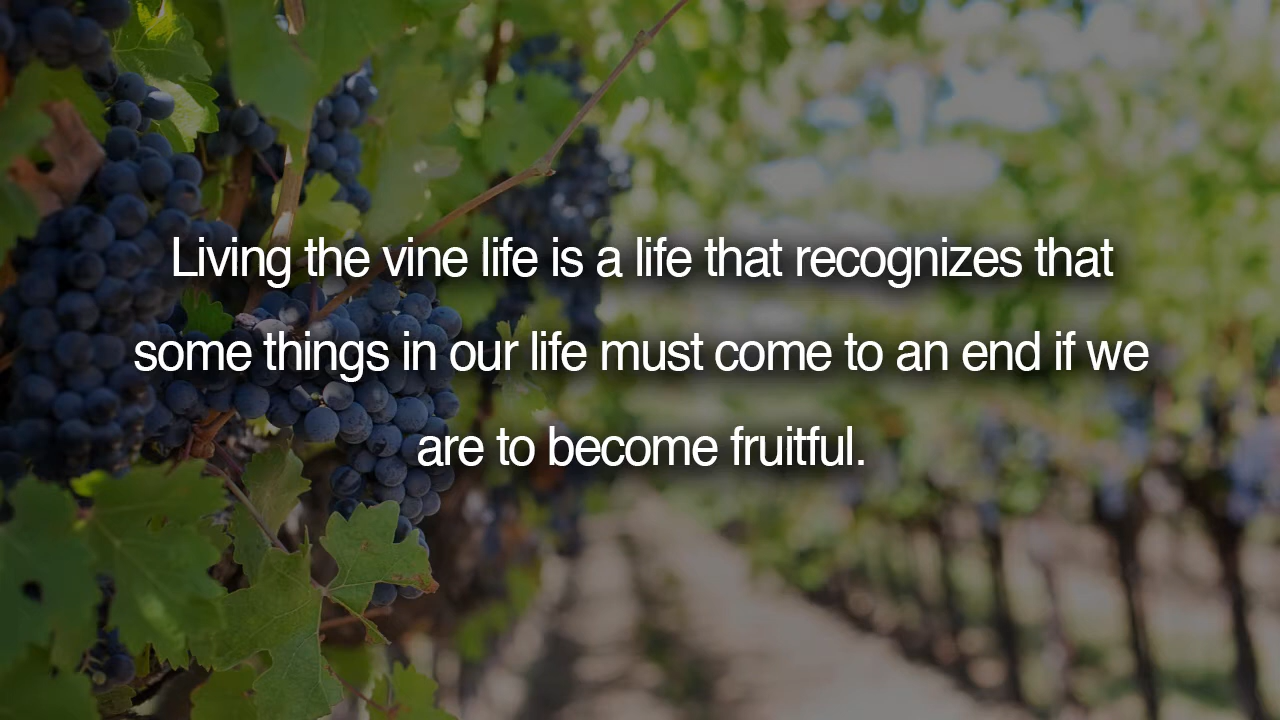 Living the vine life is a life that recognizes that
some things in our life must come to an end if we
are to become fruitful.